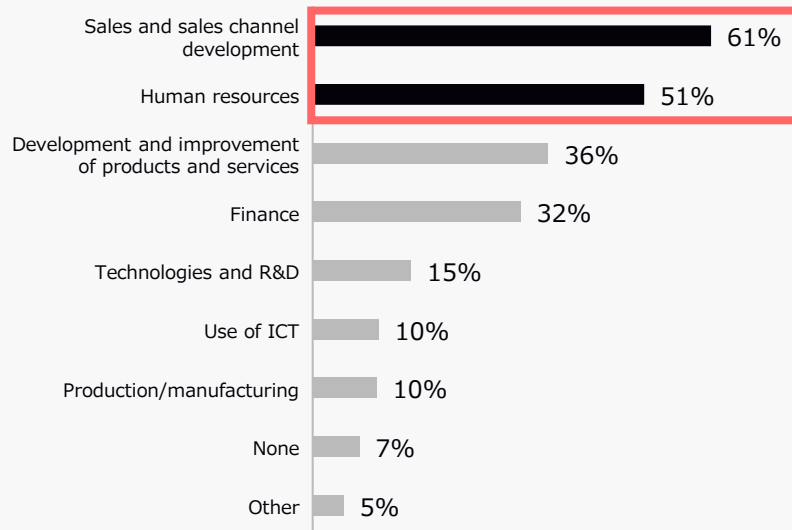 Sales and sales channel
development
61%
Human resources
51%
Development and improvement
of products and services
36%
Finance
32%
Technologies and R&D
15%
Use of ICT
10%
Production/manufacturing
10%
None
7%
Other
5%